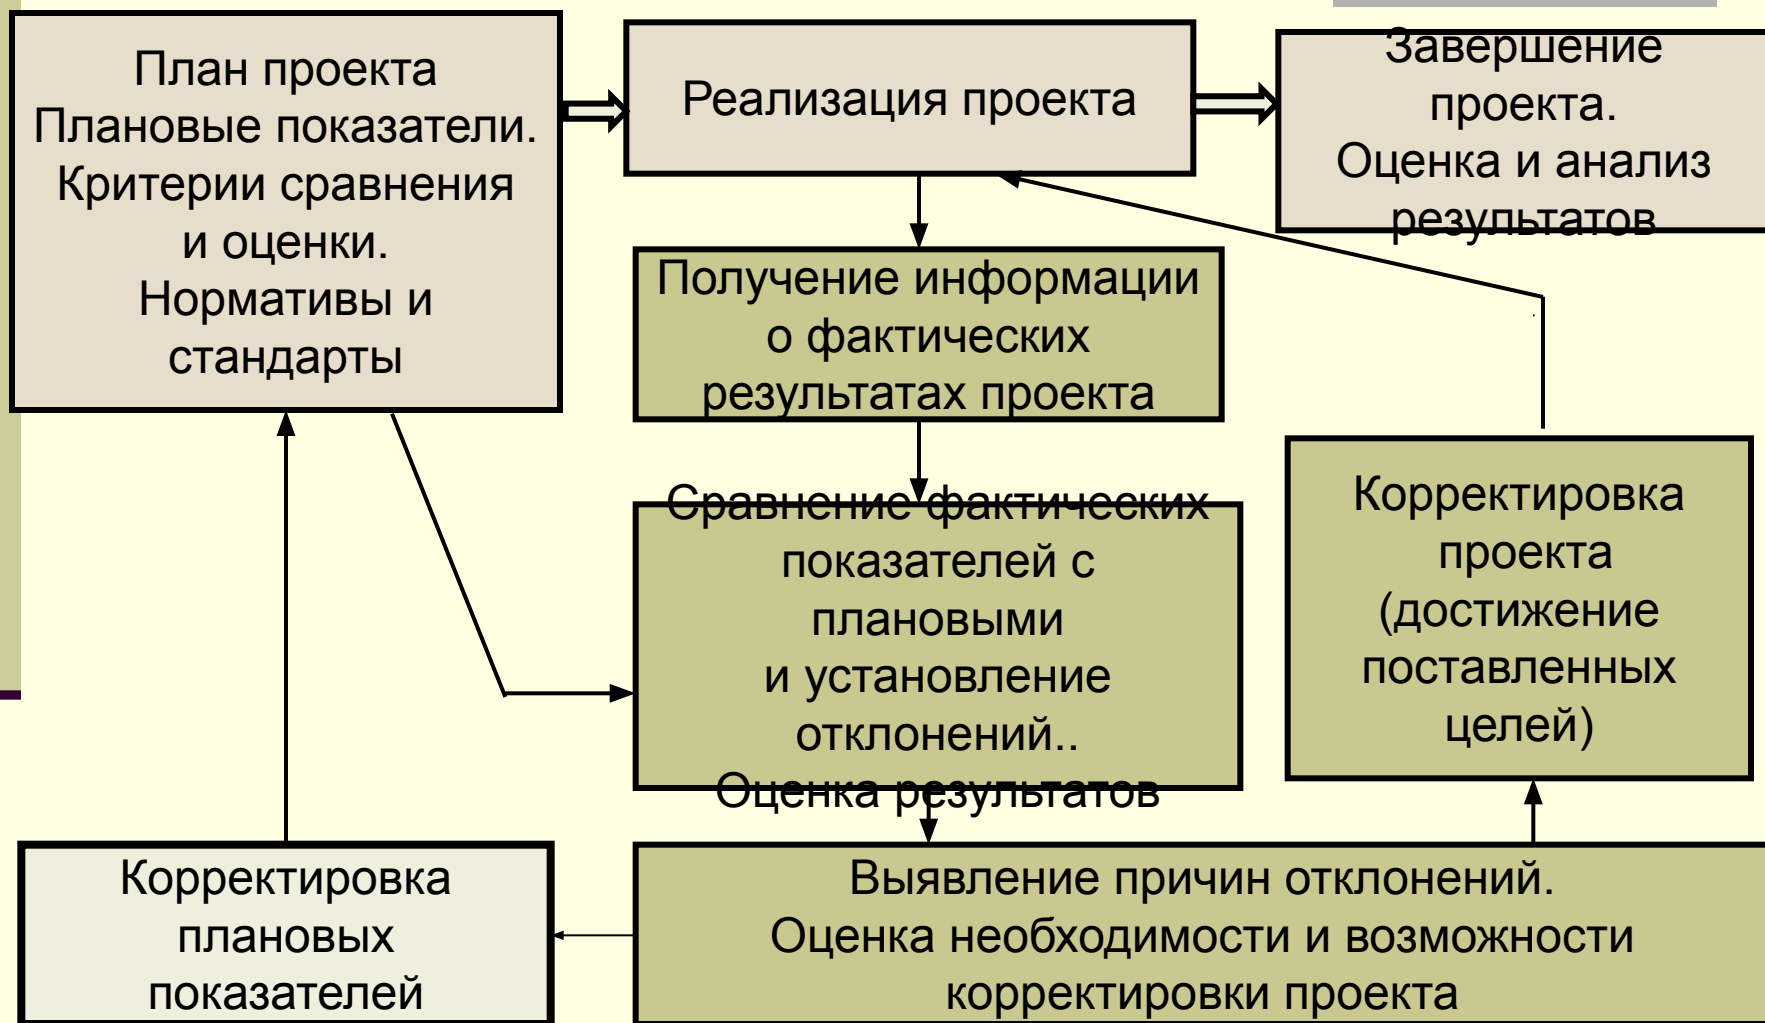 План проекта
Плановые показатели.
Критерии сравнения
и оценки.
Нормативы и
стандарты
Реализация проекта
Завершение
проекта.
Оценка и анализ
результатов
Получение информации
о фактических
результатах проекта
Сравнение фактических
показателей с
плановыми
и установление
отклонений..
Оценка результатов
Корректировка
проекта
(достижение
поставленных
целей)
Корректировка
плановых
показателей
Выявление причин отклонений.
Оценка необходимости и возможности
корректировки проекта